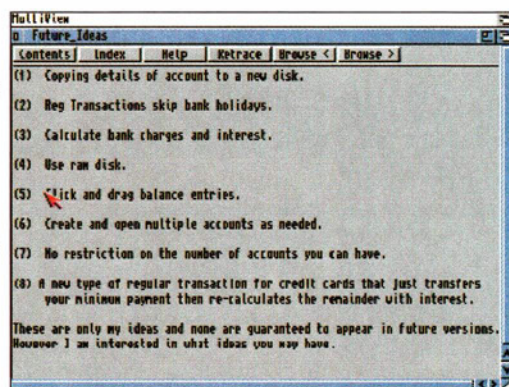 MultiView
Future_Ideas
Contents Index Help Retrace Browse < Browse >
(1) Copying details of account to a new disk.
(2) Reg Transactions skip bank holidays.
(3) Calculate bank charges and interest.
(4) Use ram disk.
(5) Click and drag balance entries.
(6) Create and open multiple accounts as needed.
(7) No restriction on the number of accounts you can have.
(8) A new type of regular transaction for credit cards that just transfers
your minimum payment then re-calculates the remainder with interest.
These are only my ideas and none are guaranteed to appear in future versions.
However I am interested in what ideas you may have.